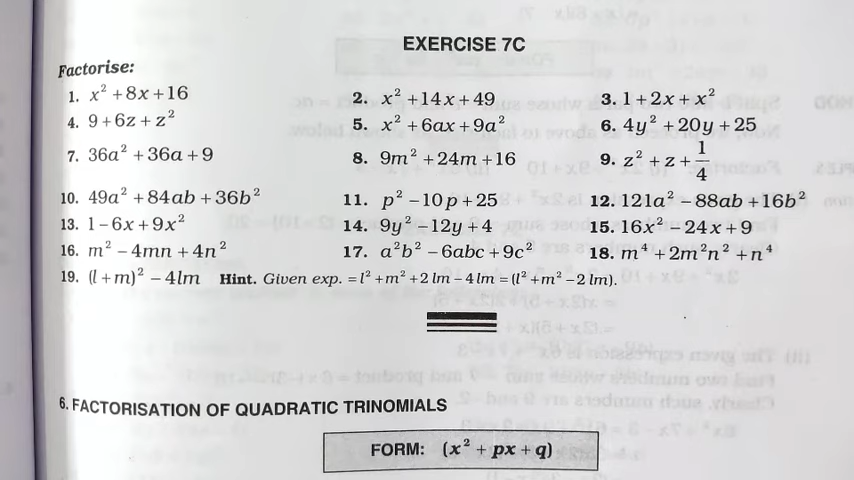 EXERCISE 7C
Factorise:
1. x² + 8x + 16 2. x² + 14x + 49 3. 1 + 2x + x²
4. 9 + 6z + z² 5. x² + 6ax + 9a² 6. 4y² + 20y + 25
7. 36a² + 36a + 9 8. 9m² + 24m + 16 9. z² + z + 1/4
10. 49a² + 84ab + 36b² 11. p² − 10p + 25 12. 121a² − 88ab + 16b²
13. 1 − 6x + 9x² 14. 9y² − 12y + 4 15. 16x² − 24x + 9
16. m² − 4mn + 4n² 17. a²b² − 6abc + 9c² 18. m⁴ + 2m²n² + n⁴
19. (l + m)² − 4lm Hint. Given exp. = l² + m² + 2 lm − 4 lm = (l² + m² − 2 lm).
6. FACTORISATION OF QUADRATIC TRINOMIALS
FORM: (x² + px + q)